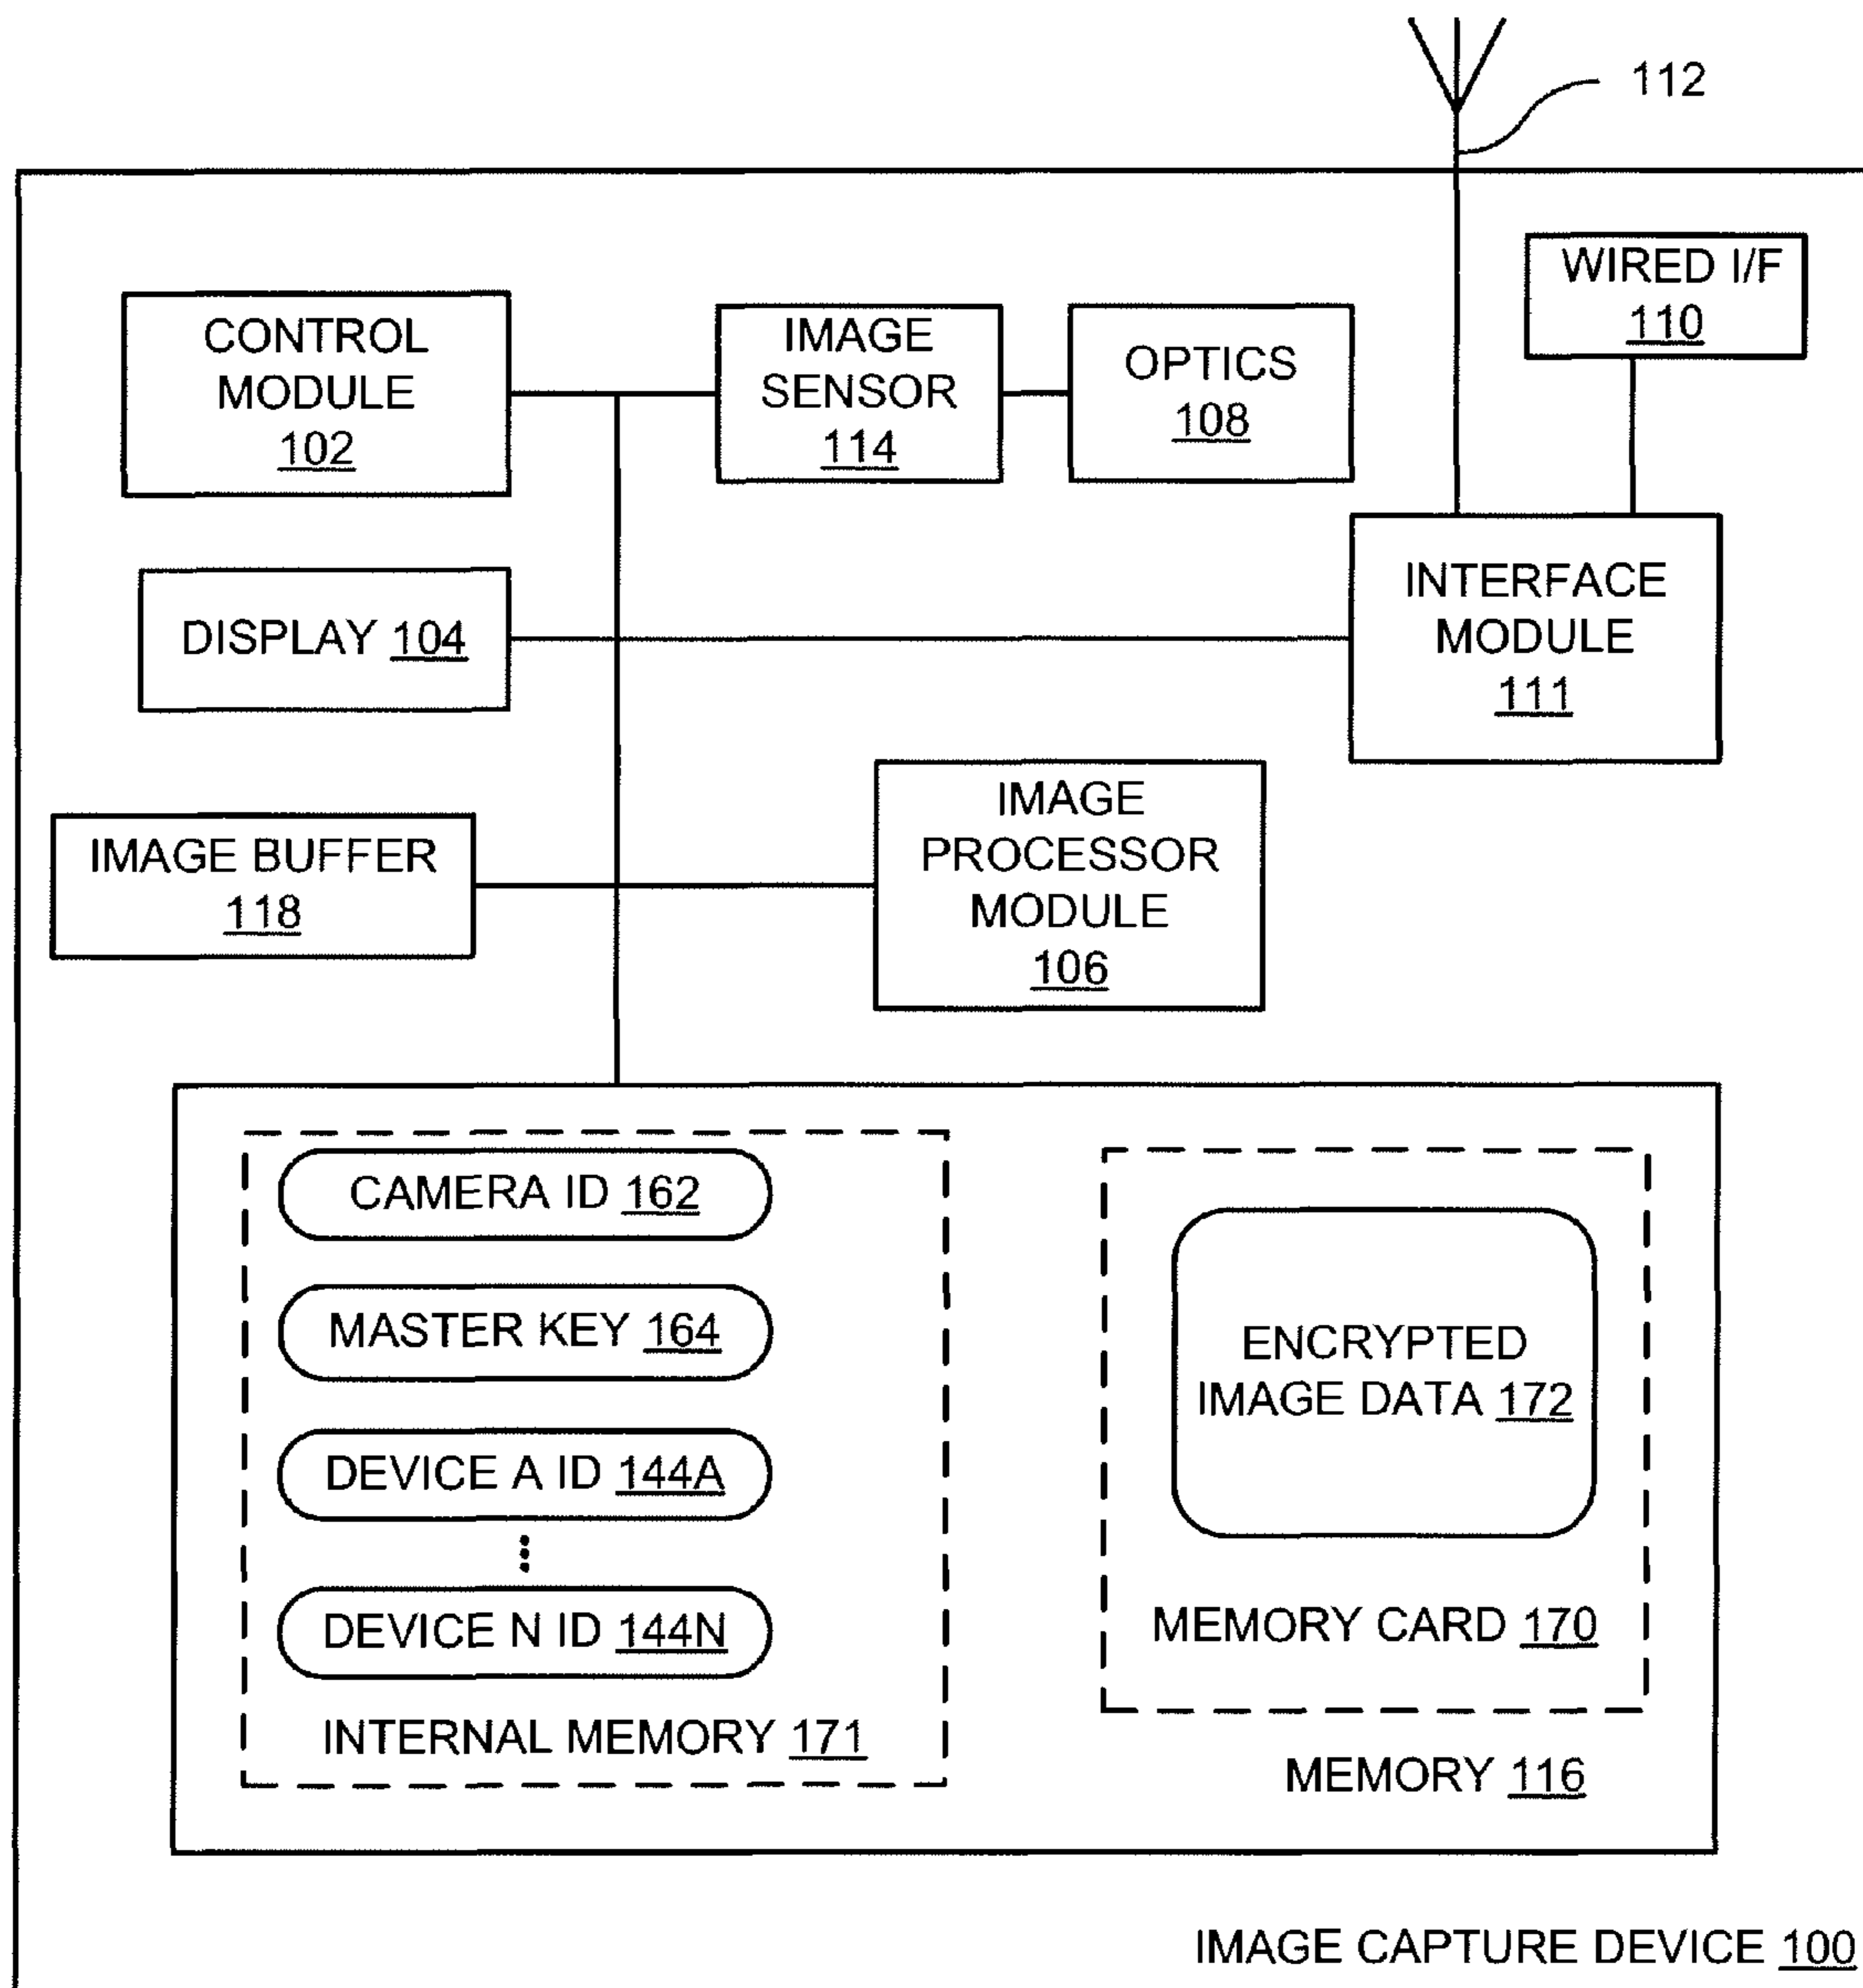 112
WIRED I/F
110
CONTROL
MODULE
102
IMAGE
SENSOR
114
OPTICS
108
DISPLAY 104
INTERFACE
MODULE
111
IMAGE BUFFER
118
IMAGE
PROCESSOR
MODULE
106
CAMERA ID 162
MASTER KEY 164
DEVICE A ID 144A
DEVICE N ID 144N
INTERNAL MEMORY 171
ENCRYPTED
IMAGE DATA 172
MEMORY CARD 170
MEMORY 116
IMAGE CAPTURE DEVICE 100